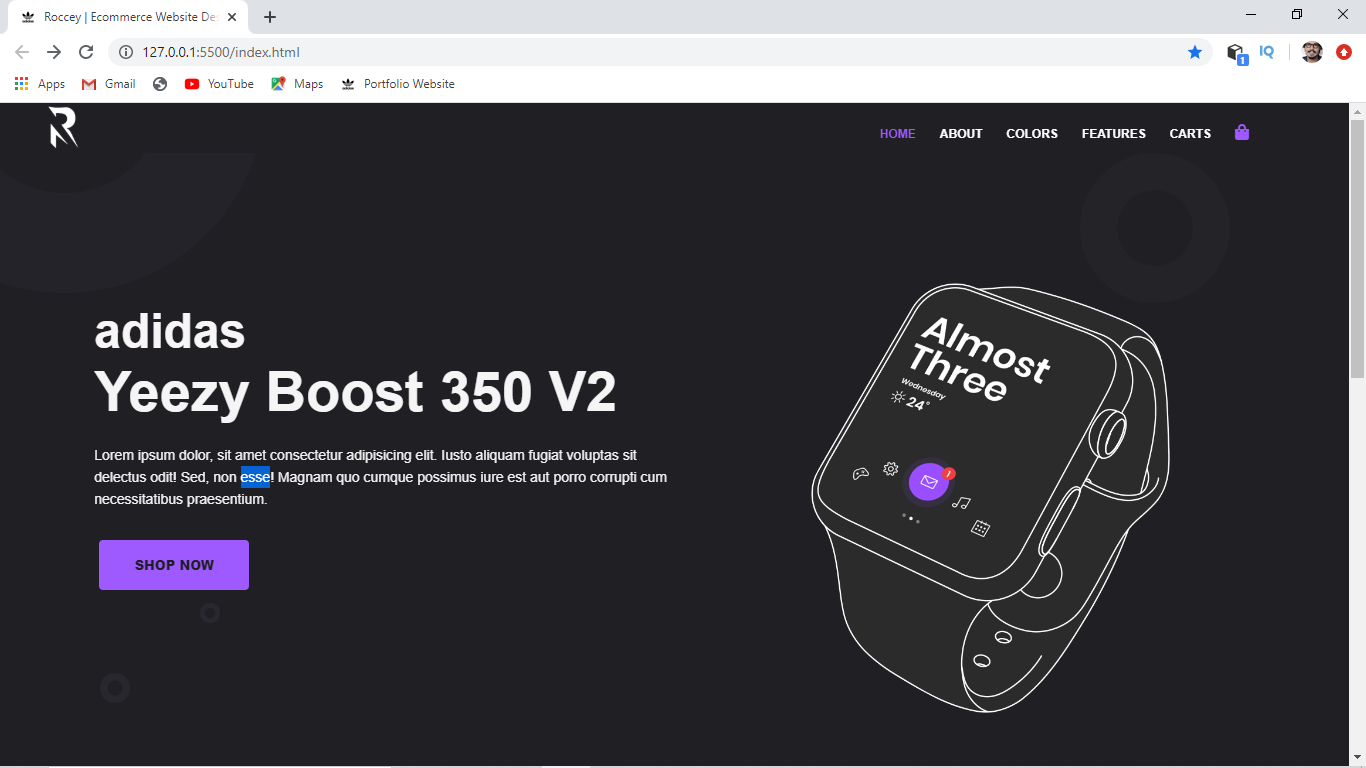 Roccey | Ecommerce Website De
127.0.0.1:5500/index.html
1
IQ
Apps
Gmail
YouTube
Maps
Portfolio Website
R
HOME
ABOUT
COLORS
FEATURES
CARTS
adidas
Yeezy Boost 350 V2
Lorem ipsum dolor, sit amet consectetur adipisicing elit. Iusto aliquam fugiat voluptas sit
delectus odit! Sed, non esse! Magnam quo cumque possimus iure est aut porro corrupti cum
necessitatibus praesentium.
SHOP NOW
Almost
Three
Wednesday
24°
1